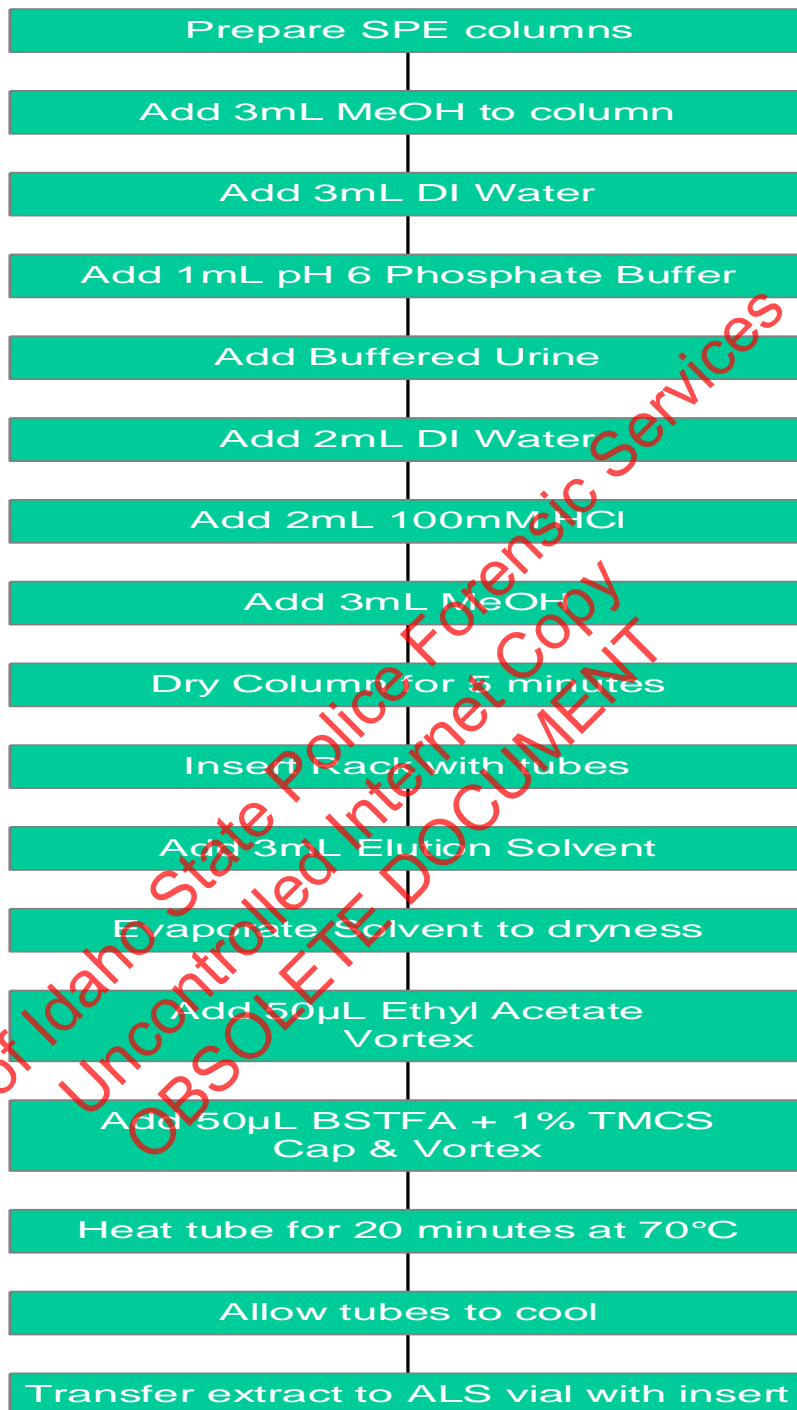 Prepare SPE columns
Add 3mL MeOH to column
Add 3mL DI Water
Add 1mL pH 6 Phosphate Buffer
Add Buffered Urine
Add 2mL DI Water
Add 2mL 100mM HCl
Add 3mL MeOH
Dry Column for 5 minutes
Insert Rack with tubes
Add 3mL Elution Solvent
Evaporate Solvent to dryness
Add 50µL Ethyl Acetate
Vortex
Add 50µL BSTFA + 1% TMCS
Cap & Vortex
Heat tube for 20 minutes at 70°C
Allow tubes to cool
Transfer extract to ALS vial with insert
of Idaho State Police Forensic Services
Uncontrolled Internet Copy
OBSOLETE DOCUMENT